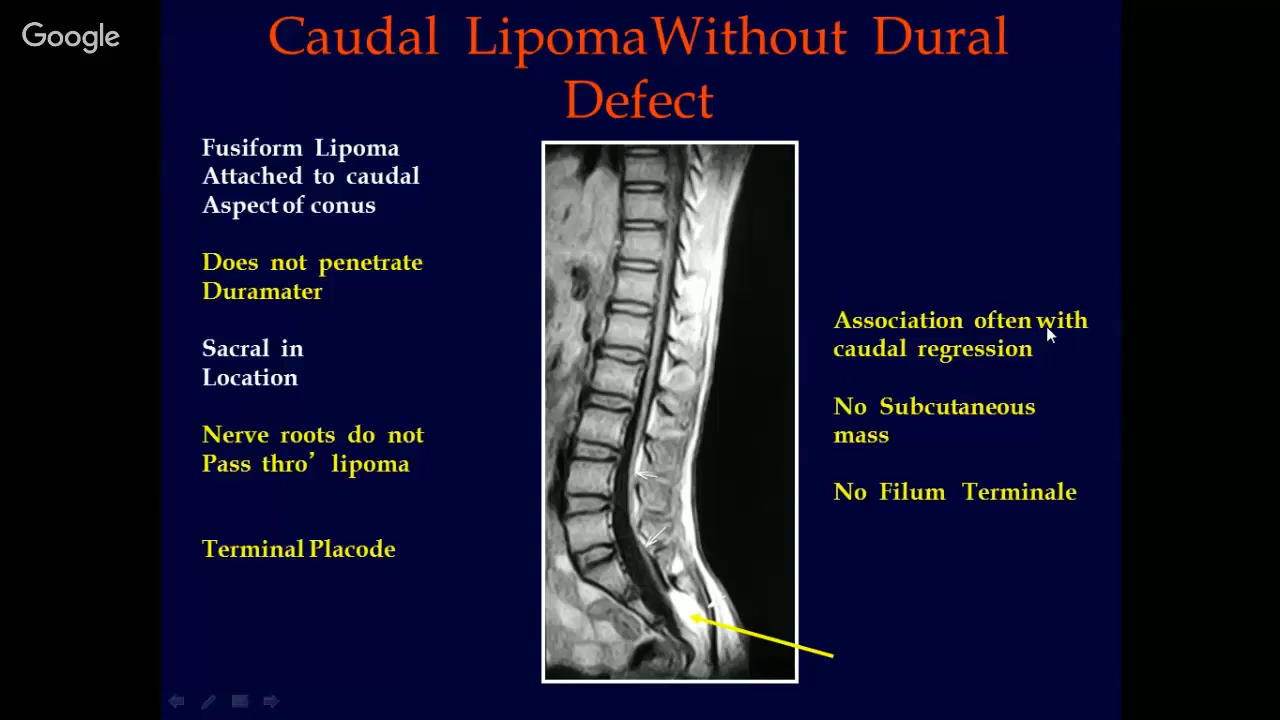 Google
Caudal Lipoma Without Dural
Defect
Fusiform Lipoma
Attached to caudal
Aspect of conus
Does not penetrate
Duramater
Sacral in
Location
Nerve roots do not
Pass thro’ lipoma
Terminal Placode
Association often with
caudal regression
No Subcutaneous
mass
No Filum Terminale